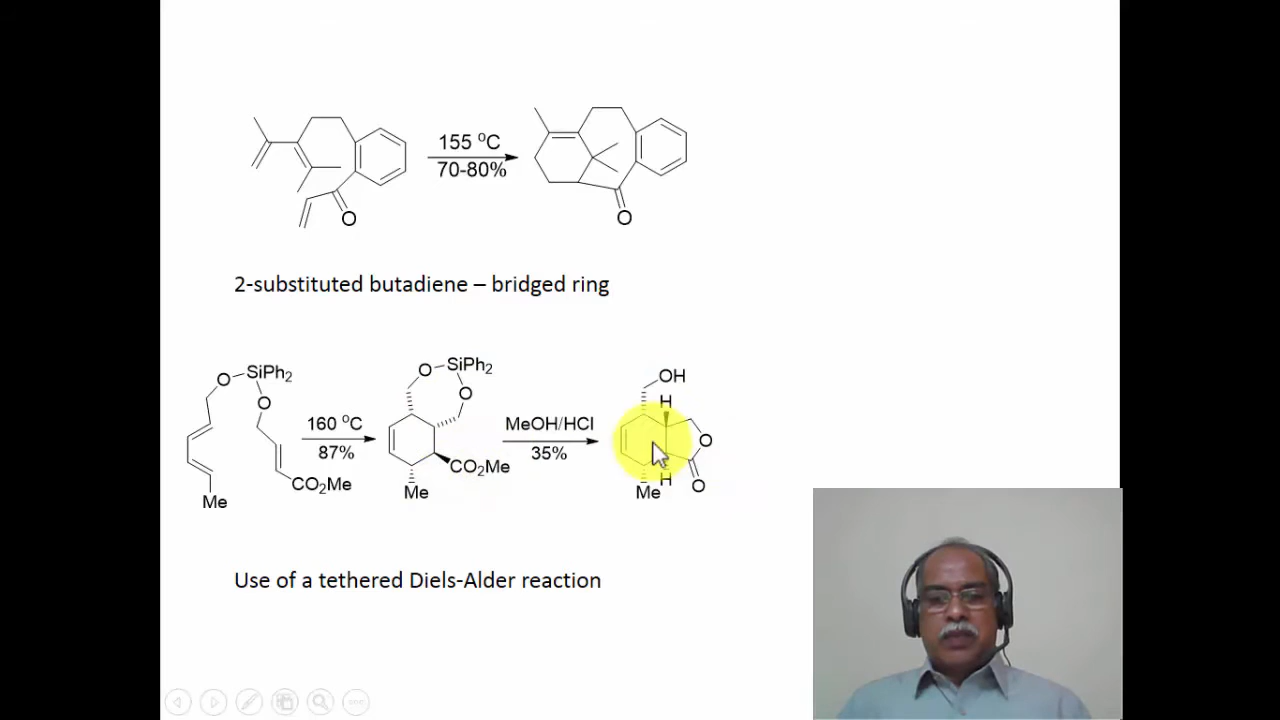 155 °C
70-80%
O
O
2-substituted butadiene – bridged ring
O
SiPh2
O
CO2Me
Me
160 °C
87%
O
SiPh2
O
CO2Me
Me
MeOH/HCl
35%
OH
H
O
H
O
Me
Use of a tethered Diels-Alder reaction